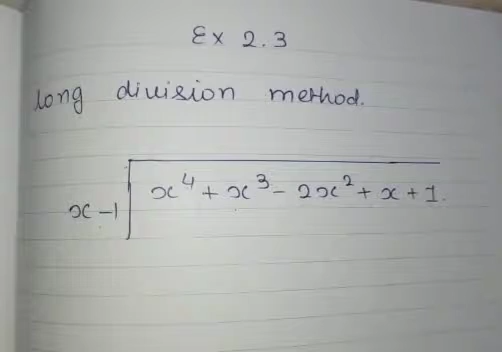 Ex 2.3
long division method.
x-1 x⁴ + x³ - 2x² + x + 1.